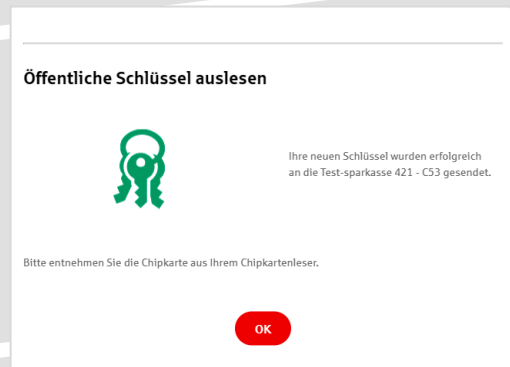 Öffentliche Schlüssel auslesen
Ihre neuen Schlüssel wurden erfolgreich
an die Test-sparkasse 421 - C53 gesendet.
Bitte entnehmen Sie die Chipkarte aus Ihrem Chipkartenleser.
OK